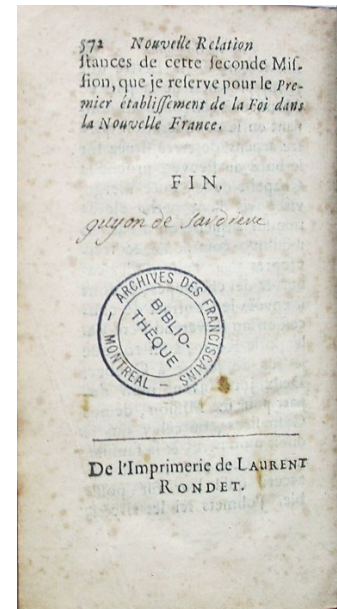 572 Nouvelle Relation
ſtances de cette ſeconde Miſ-
ſion, que je reſerve pour le Pre-
mier établiſſement de la Foi dans
la Nouvelle France.
FIN.
guyon de Sardiere
ARCHIVES DES FRANCISCAINS
— MONTREAL —
BIBLIO-
THÈQUE
De l'Imprimerie de LAURENT
RONDET.